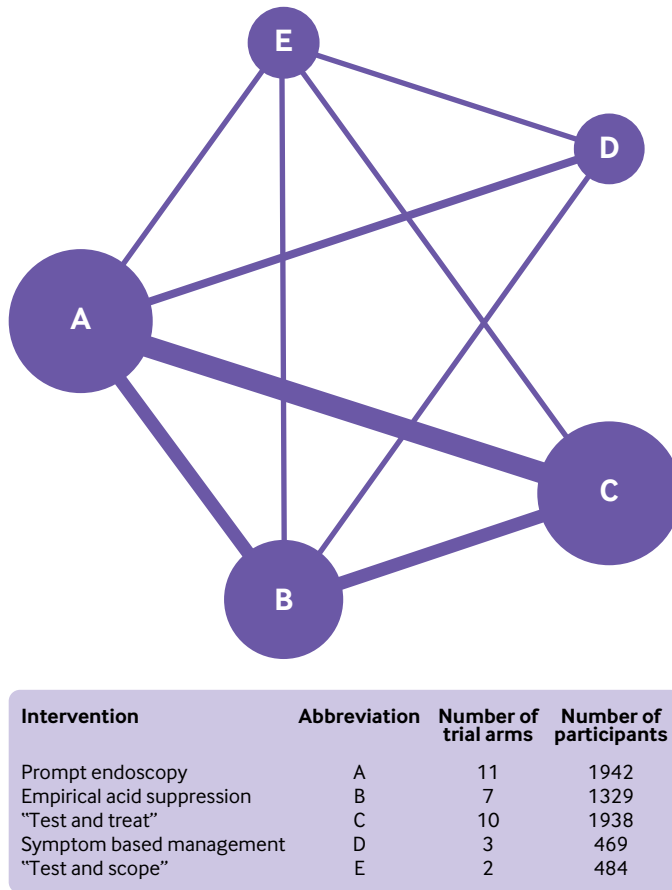 E
D
A
C
B
Intervention Abbreviation Number of trial arms Number of participants
Prompt endoscopy A 11 1942
Empirical acid suppression B 7 1329
“Test and treat” C 10 1938
Symptom based management D 3 469
“Test and scope” E 2 484